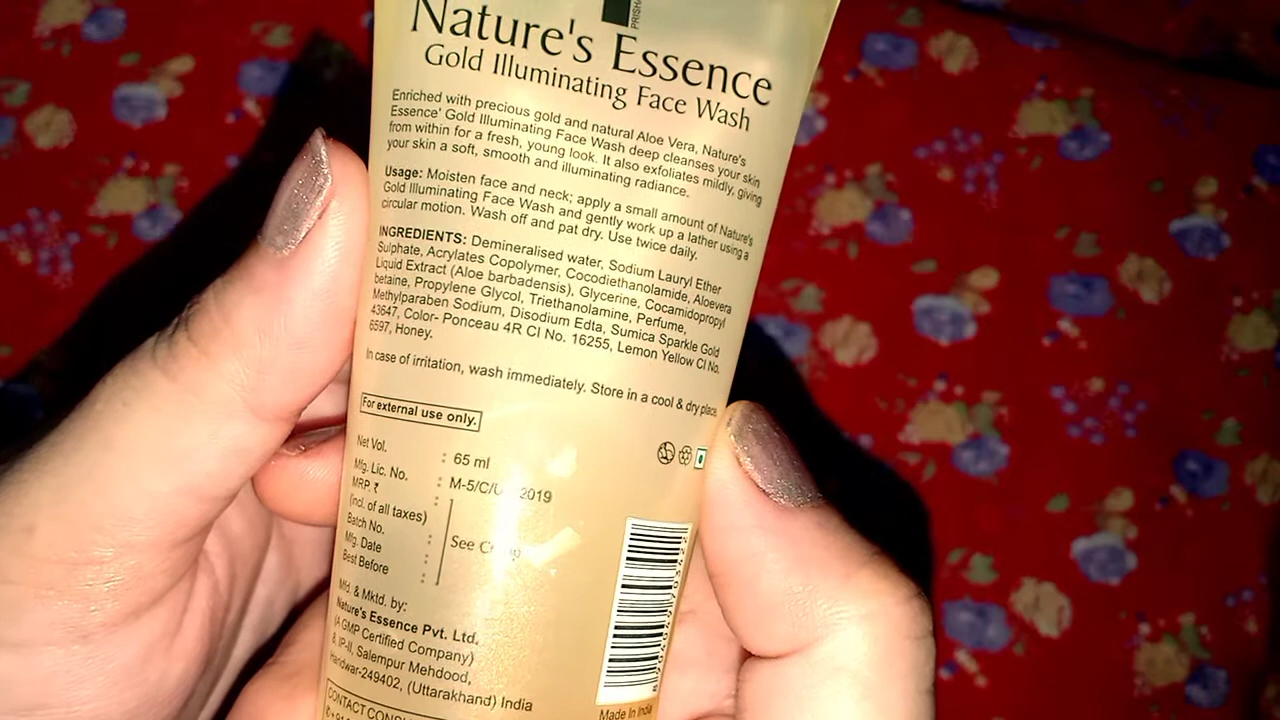 PRISHA
Nature's Essence
Gold Illuminating Face Wash
Enriched with precious gold and natural Aloe Vera, Nature's
Essence' Gold Illuminating Face Wash deep cleanses your skin
from within for a fresh, young look. It also exfoliates mildly, giving
your skin a soft, smooth and illuminating radiance.
Usage: Moisten face and neck; apply a small amount of Nature's
Gold Illuminating Face Wash and gently work up a lather using a
circular motion. Wash off and pat dry. Use twice daily.
INGREDIENTS: Demineralised water, Sodium Lauryl Ether
Sulphate, Acrylates Copolymer, Cocodiethanolamide, Aloevera
Liquid Extract (Aloe barbadensis), Glycerine, Cocamidopropyl
betaine, Propylene Glycol, Triethanolamine, Perfume,
Methylparaben Sodium, Disodium Edta, Sumica Sparkle Gold
43647, Color- Ponceau 4R CI No. 16255, Lemon Yellow CI No.
6597, Honey.
In case of irritation, wash immediately. Store in a cool & dry place.
For external use only.
Net Vol. : 65 ml
Mfg. Lic. No. : M-5/C/U 2019
MRP ₹ :
(incl. of all taxes)
Batch No. :
Mfg. Date : See
Best Before :
Mfd. & Mktd. by:
Nature's Essence Pvt. Ltd,
(A GMP Certified Company)
8, IP-II, Salempur Mehdood,
Haridwar-249402, (Uttarakhand) India
Made In India
CONTACT